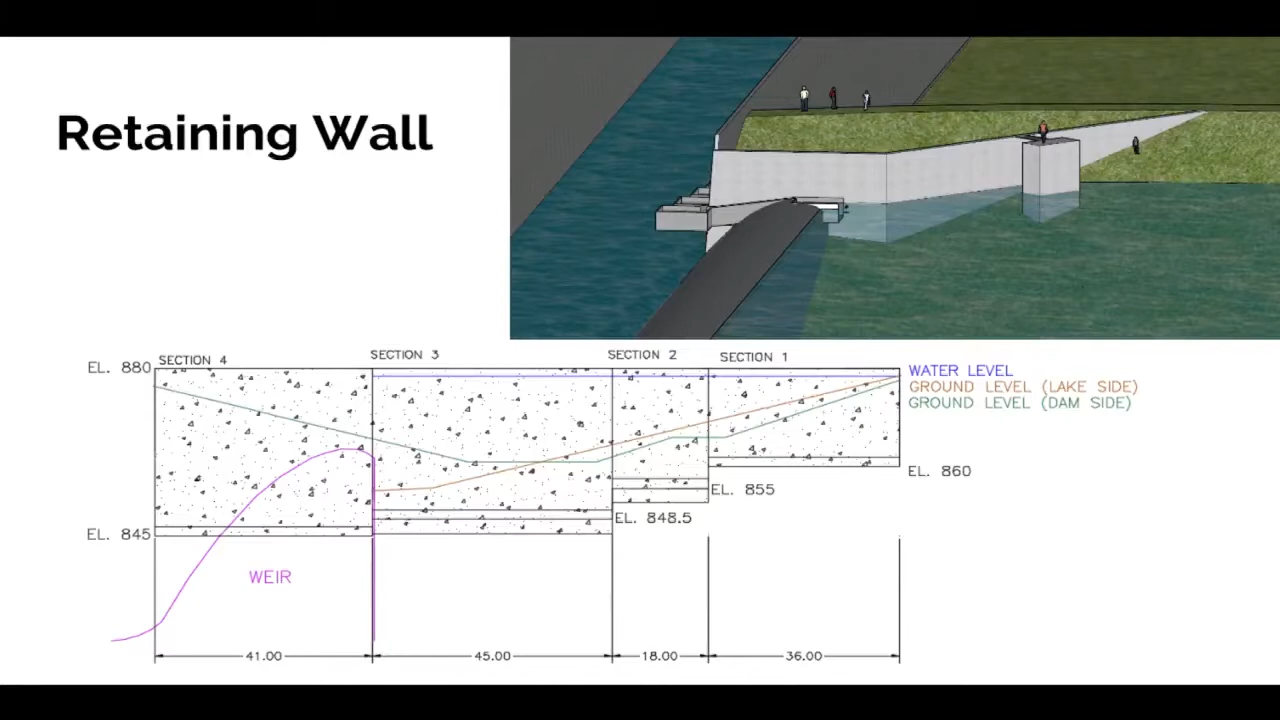 Retaining Wall
SECTION 4
SECTION 3
SECTION 2
SECTION 1
EL. 880
WATER LEVEL
GROUND LEVEL (LAKE SIDE)
GROUND LEVEL (DAM SIDE)
EL. 860
EL. 855
EL. 848.5
EL. 845
WEIR
41.00
45.00
18.00
36.00